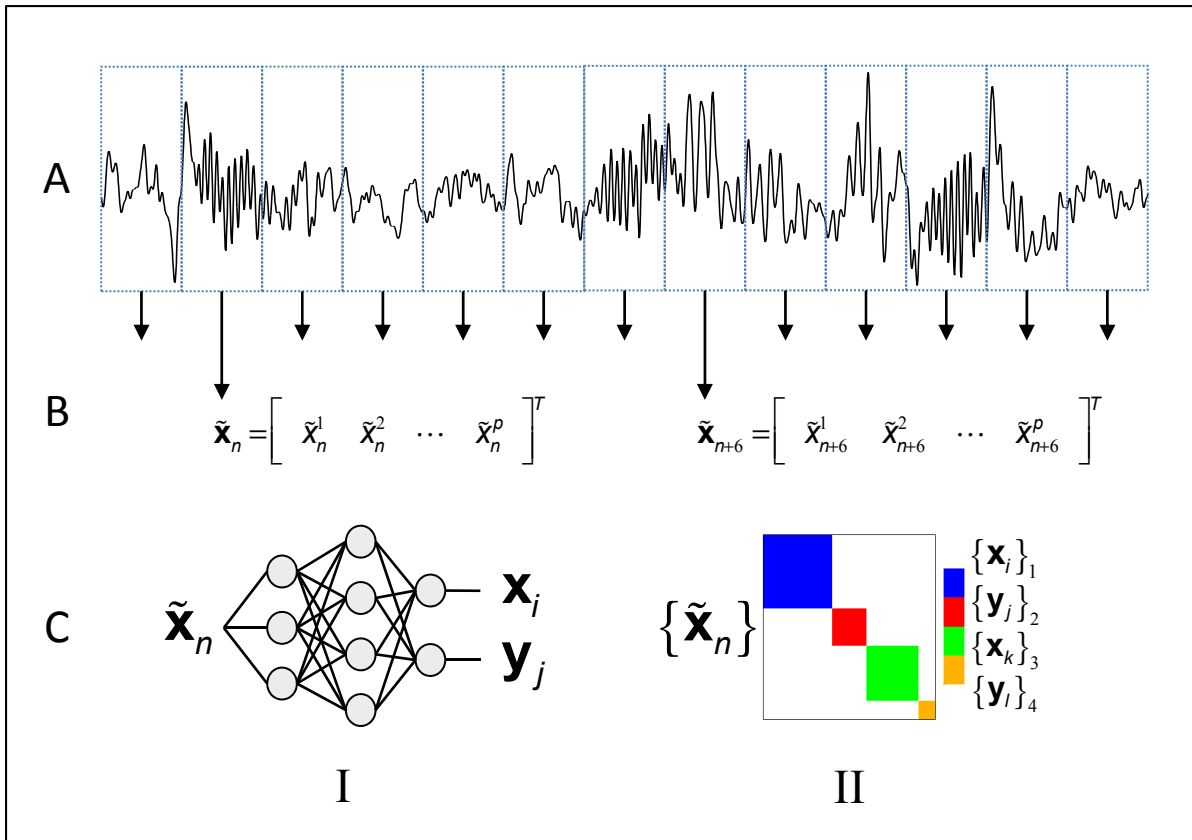 A
B
x̃ₙ = [ x̃ₙ¹ x̃ₙ² ⋯ x̃ₙᵖ ]ᵀ
x̃ₙ₊₆ = [ x̃ₙ₊₆¹ x̃ₙ₊₆² ⋯ x̃ₙ₊₆ᵖ ]ᵀ
C
x̃ₙ
xᵢ
yⱼ
{x̃ₙ}
{xᵢ}₁
{yⱼ}₂
{xₖ}₃
{yₗ}₄
I
II